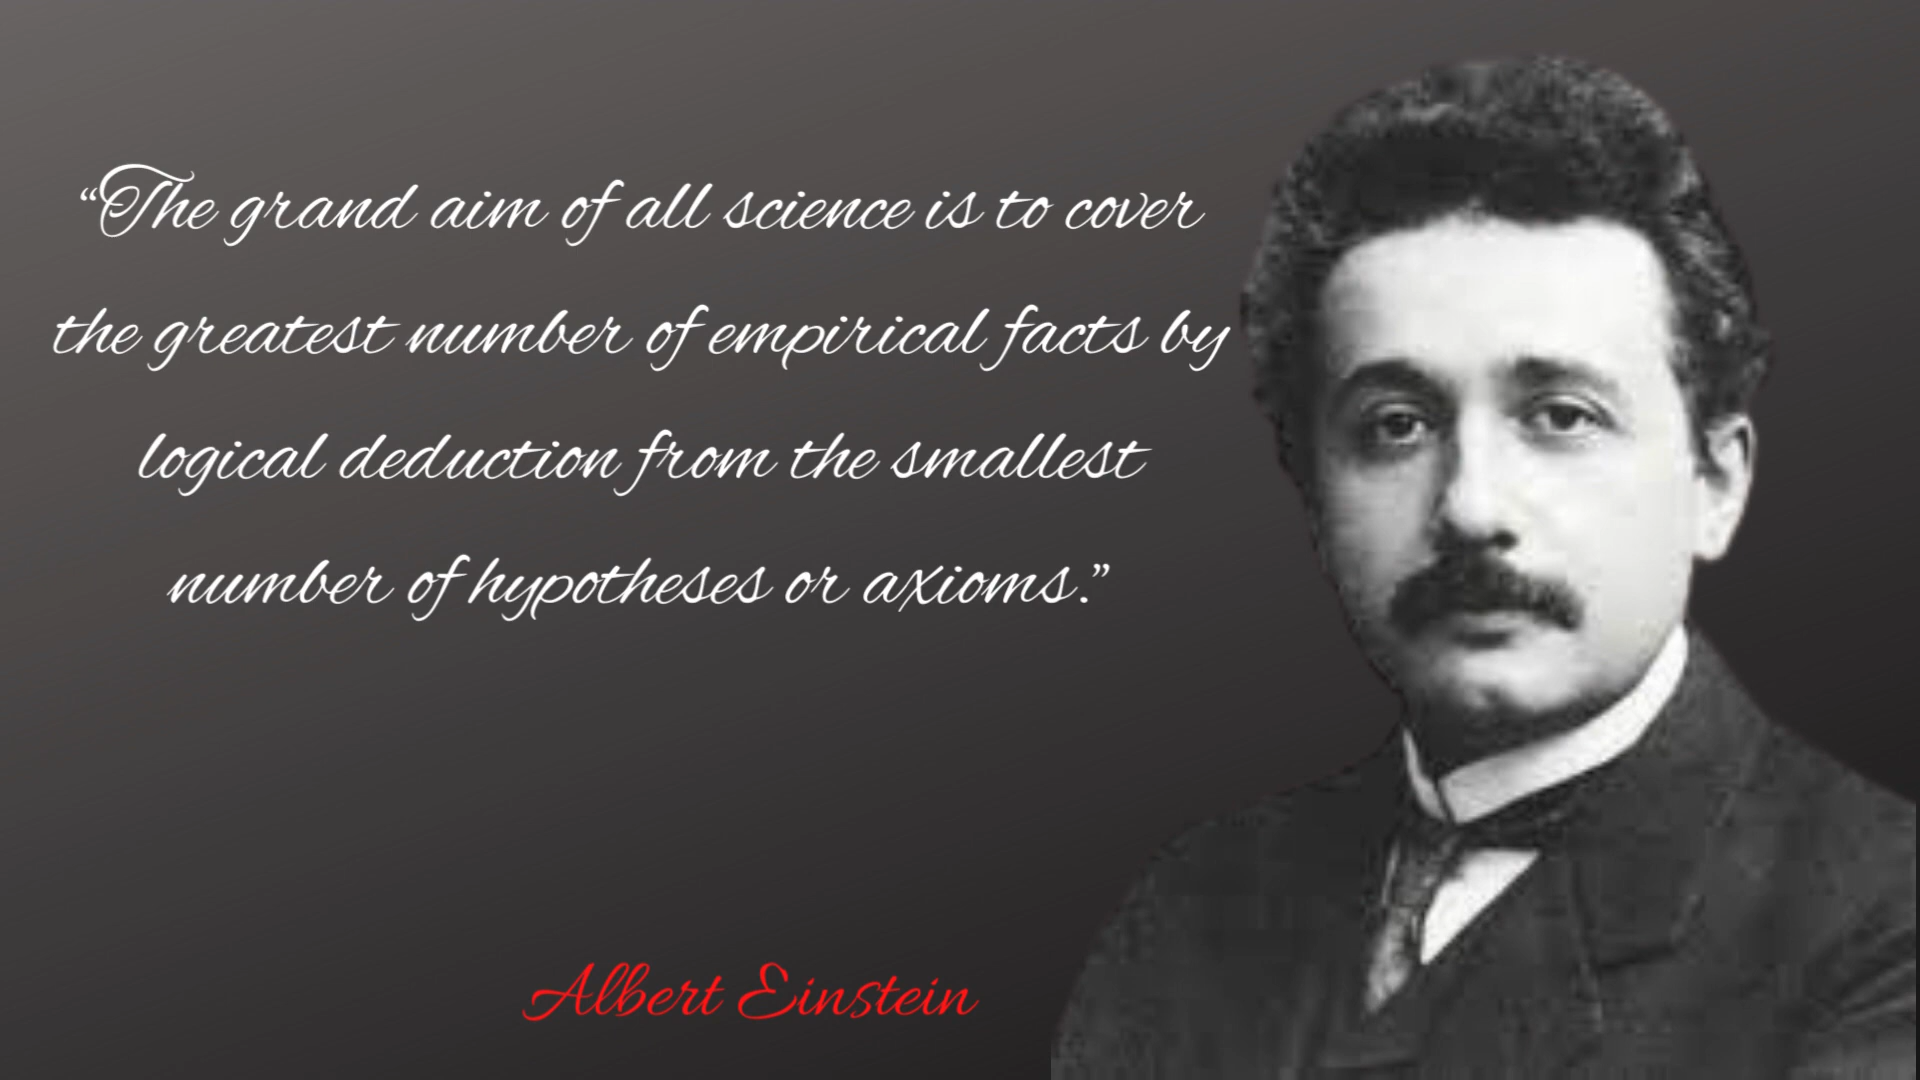 “The grand aim of all science is to cover
the greatest number of empirical facts by
logical deduction from the smallest
number of hypotheses or axioms.”
Albert Einstein